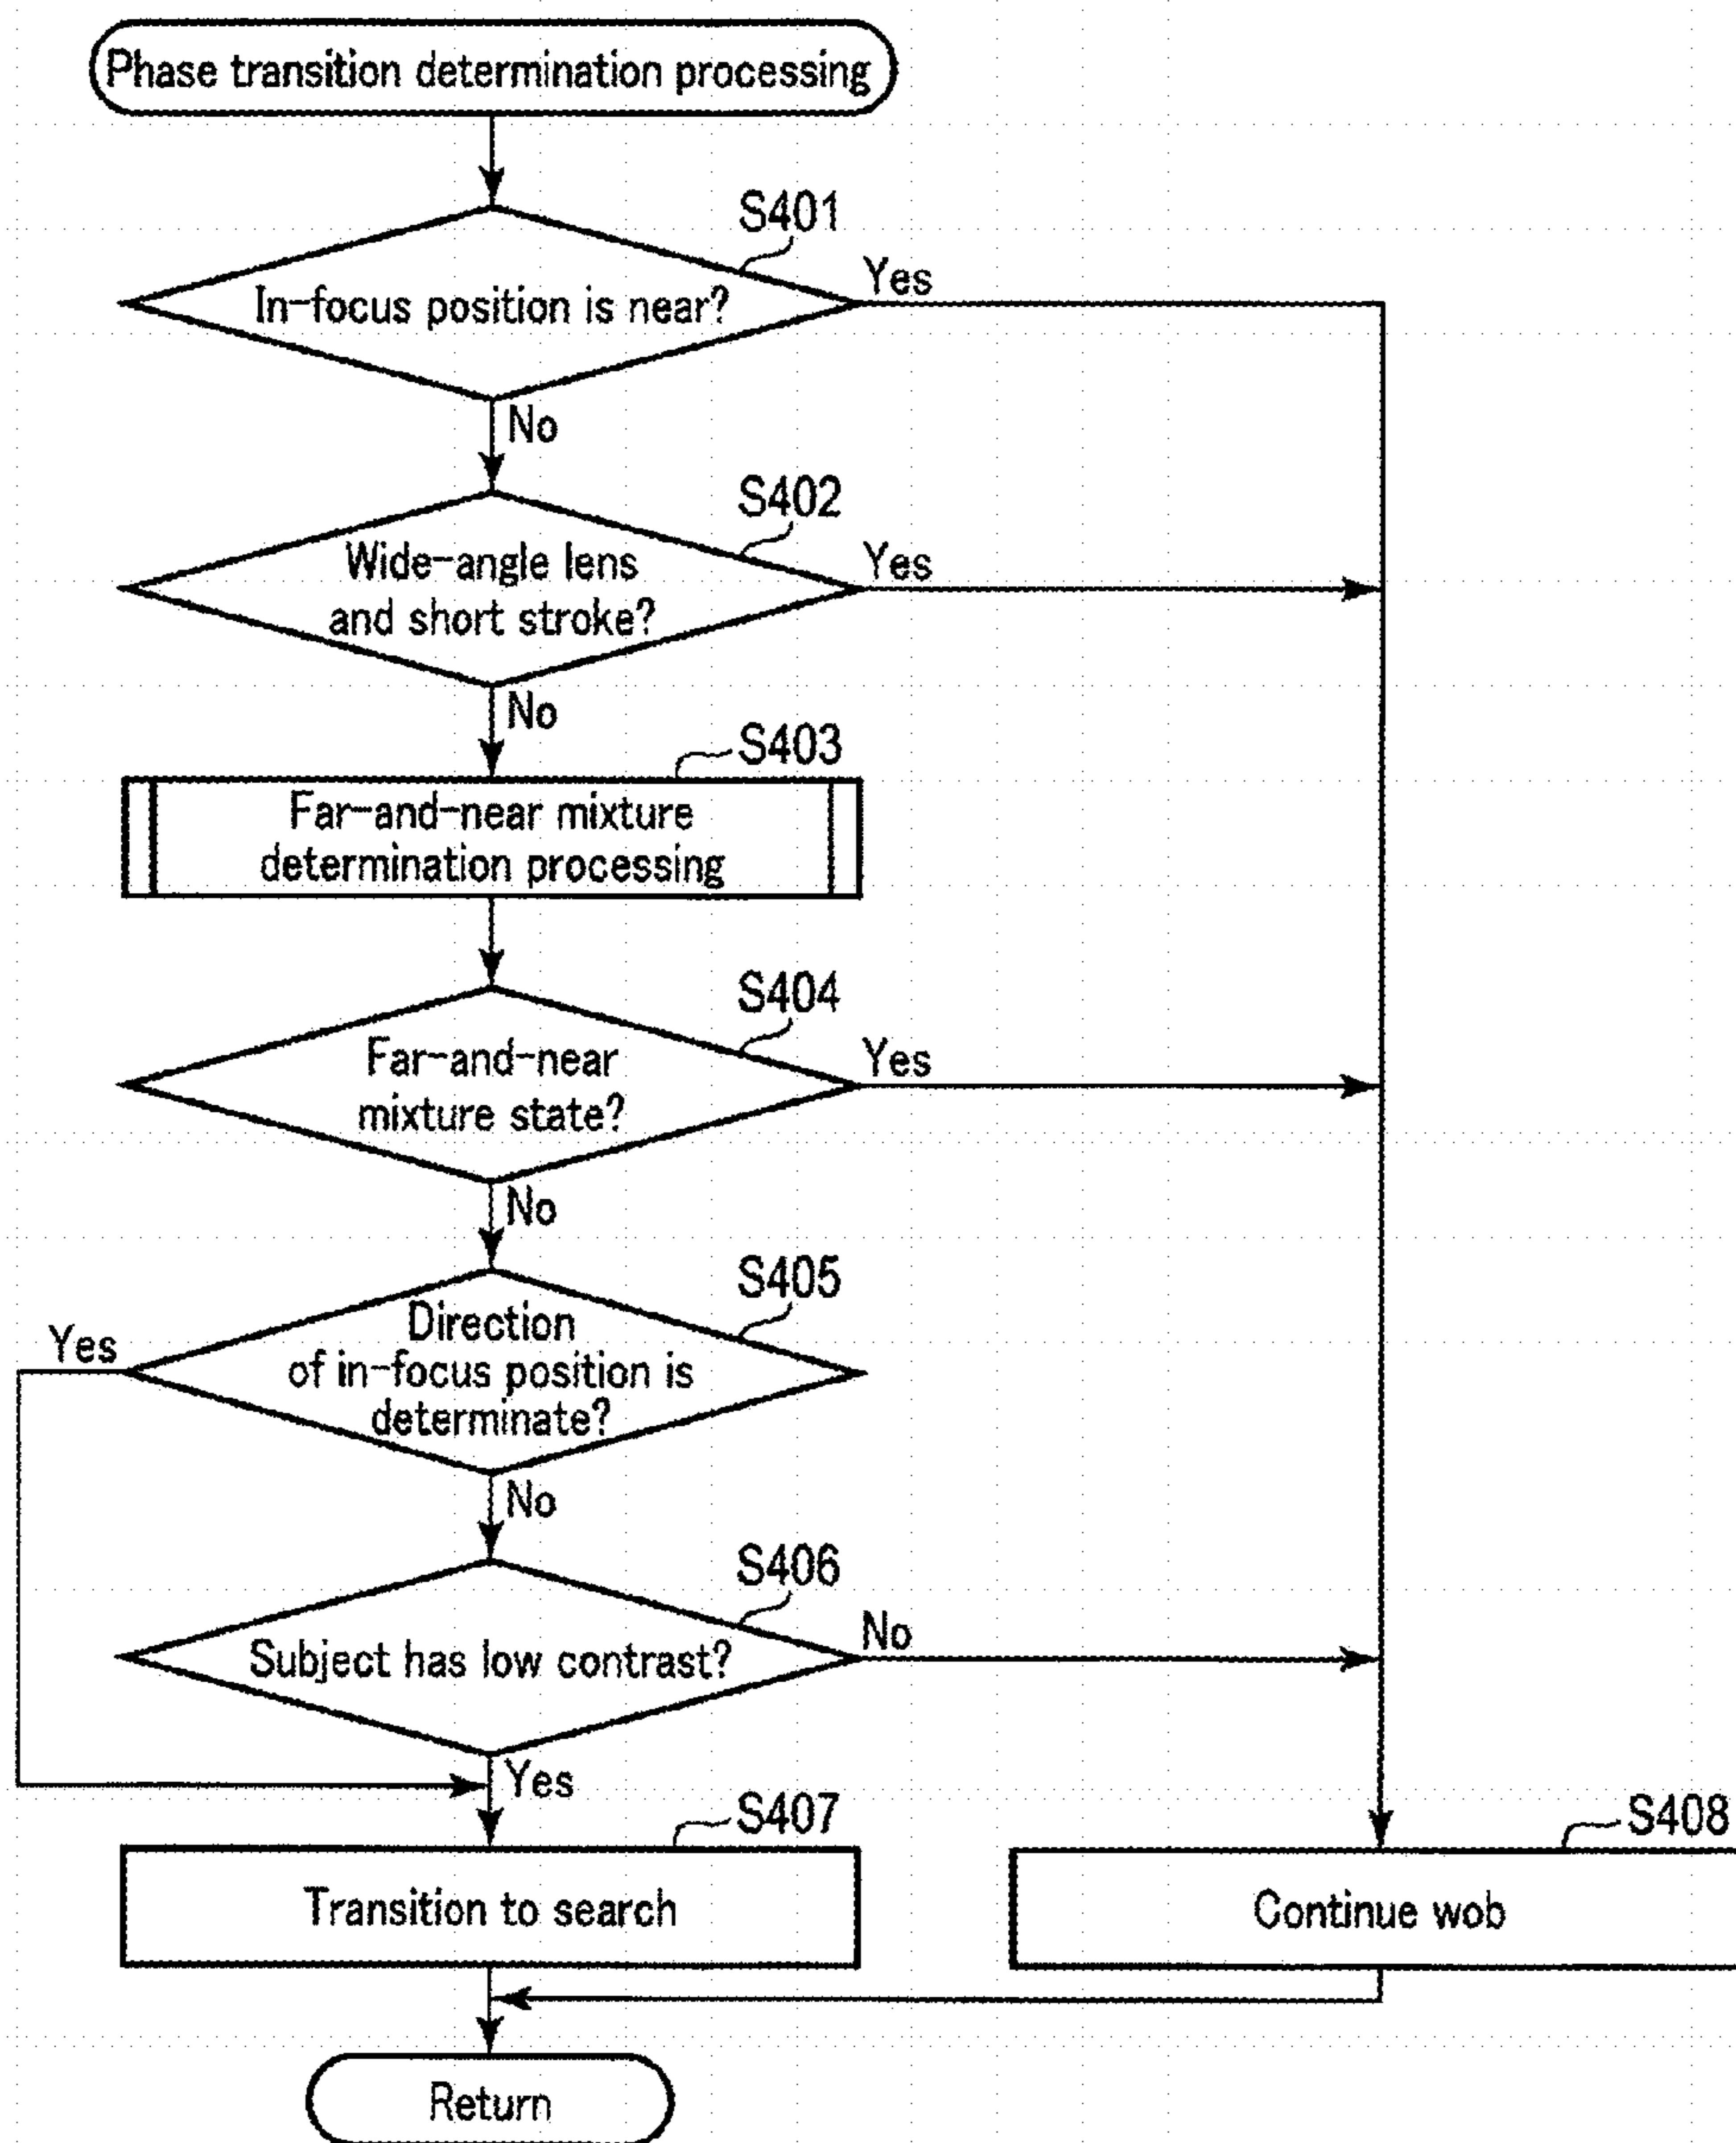 Phase transition determination processing
S401
In-focus position is near?
Yes
No
S402
Wide-angle lens
and short stroke?
Yes
No
S403
Far-and-near mixture
determination processing
S404
Far-and-near
mixture state?
Yes
No
S405
Direction
of in-focus position is
determinate?
Yes
No
S406
Subject has low contrast?
No
Yes
S407
Transition to search
S408
Continue wob
Return